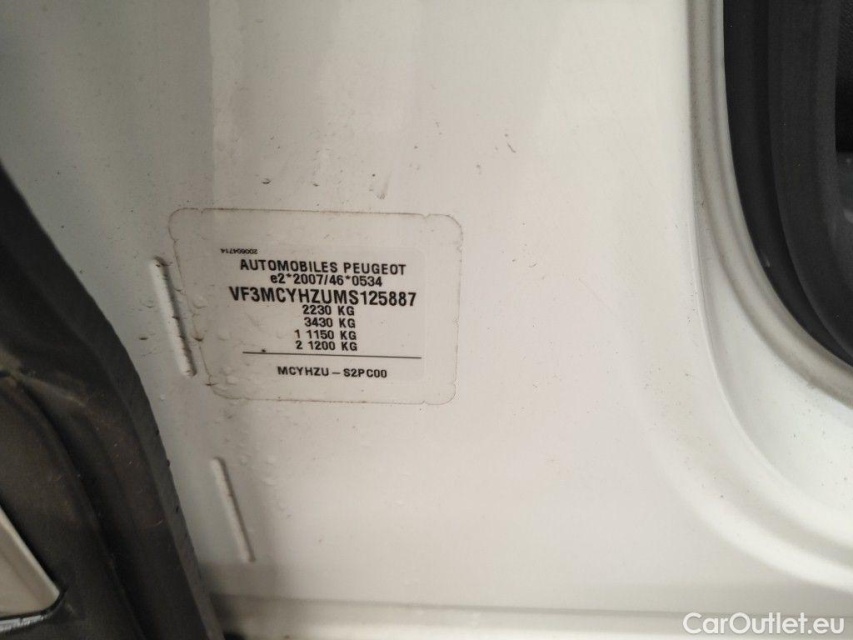 200604714
AUTOMOBILES PEUGEOT
e2*2007/46*0534
VF3MCYHZUMS125887
2230 KG
3430 KG
1 1150 KG
2 1200 KG
MCYHZU-S2PC00
CarOutlet.eu